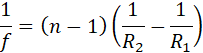 1/f = (n − 1) (1/R₂ − 1/R₁)